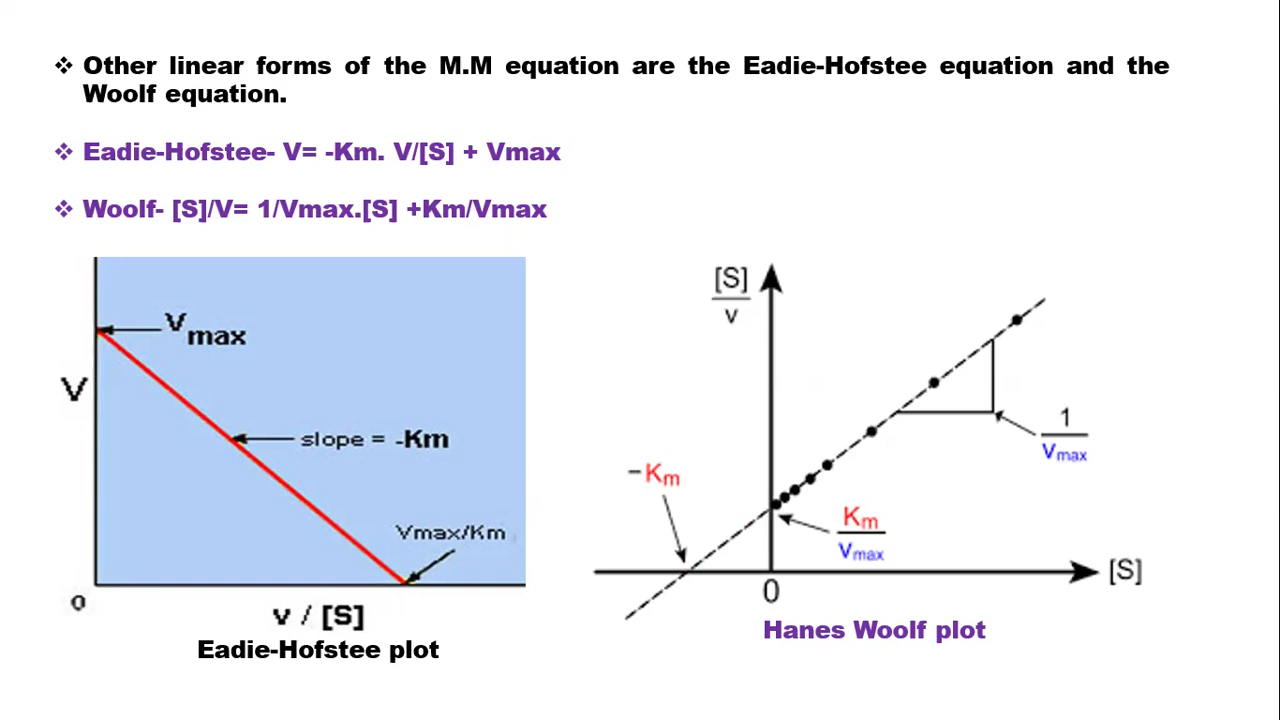 ❖ Other linear forms of the M.M equation are the Eadie-Hofstee equation and the
Woolf equation.
❖ Eadie-Hofstee- V= -Km. V/[S] + Vmax
❖ Woolf- [S]/V= 1/Vmax.[S] +Km/Vmax
Vmax
V
slope = -Km
Vmax/Km
0
v / [S]
Eadie-Hofstee plot
[S]
v
1
Vmax
-Km
Km
Vmax
[S]
0
Hanes Woolf plot